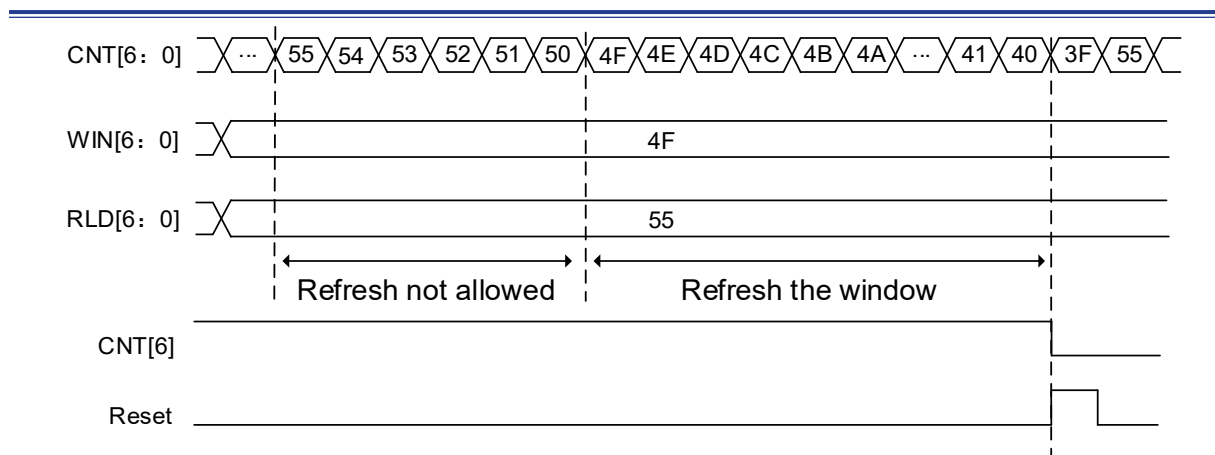 CNT[6：0] ... 55 54 53 52 51 50 4F 4E 4D 4C 4B 4A ... 41 40 3F 55
WIN[6：0] 4F
RLD[6：0] 55
Refresh not allowed Refresh the window
CNT[6]
Reset